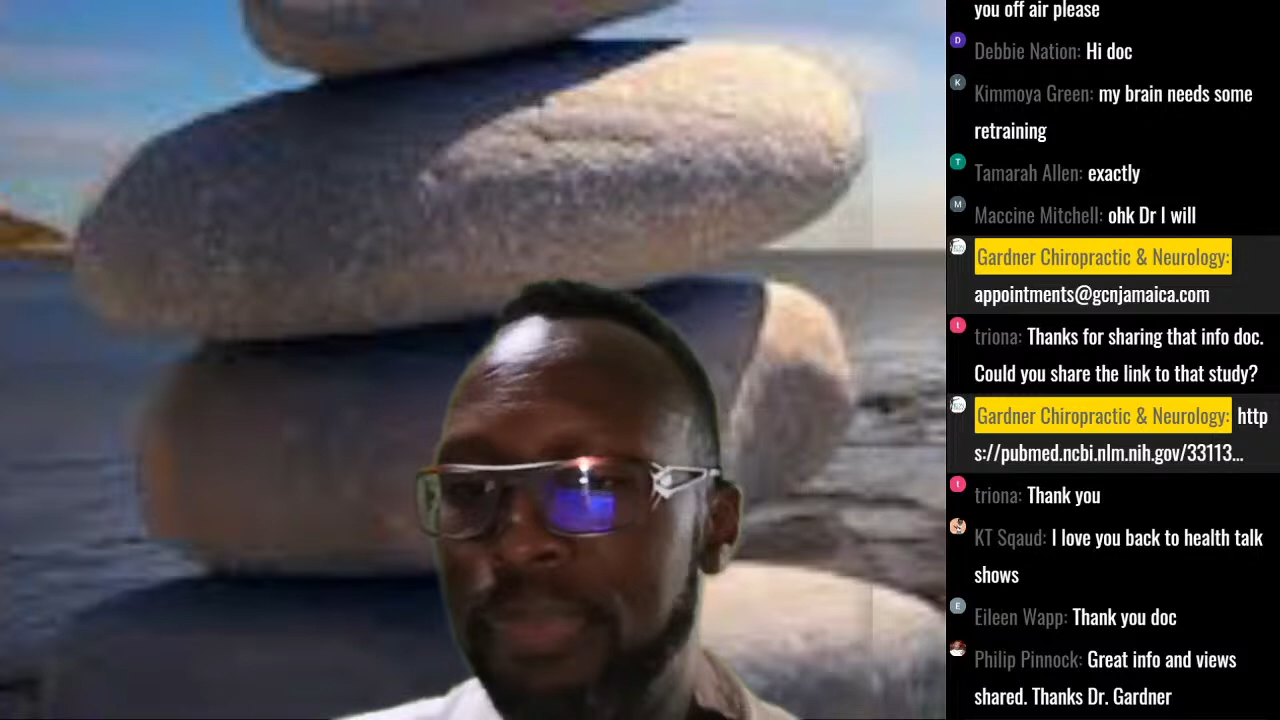 you off air please
D
Debbie Nation: Hi doc
K
Kimmoya Green: my brain needs some
retraining
T
Tamarah Allen: exactly
M
Maccine Mitchell: ohk Dr I will
Gardner Chiropractic & Neurology:
appointments@gcnjamaica.com
t
triona: Thanks for sharing that info doc.
Could you share the link to that study?
Gardner Chiropractic & Neurology: http
s://pubmed.ncbi.nlm.nih.gov/33113...
t
triona: Thank you
KT Sqaud: I love you back to health talk
shows
E
Eileen Wapp: Thank you doc
Philip Pinnock: Great info and views
shared. Thanks Dr. Gardner